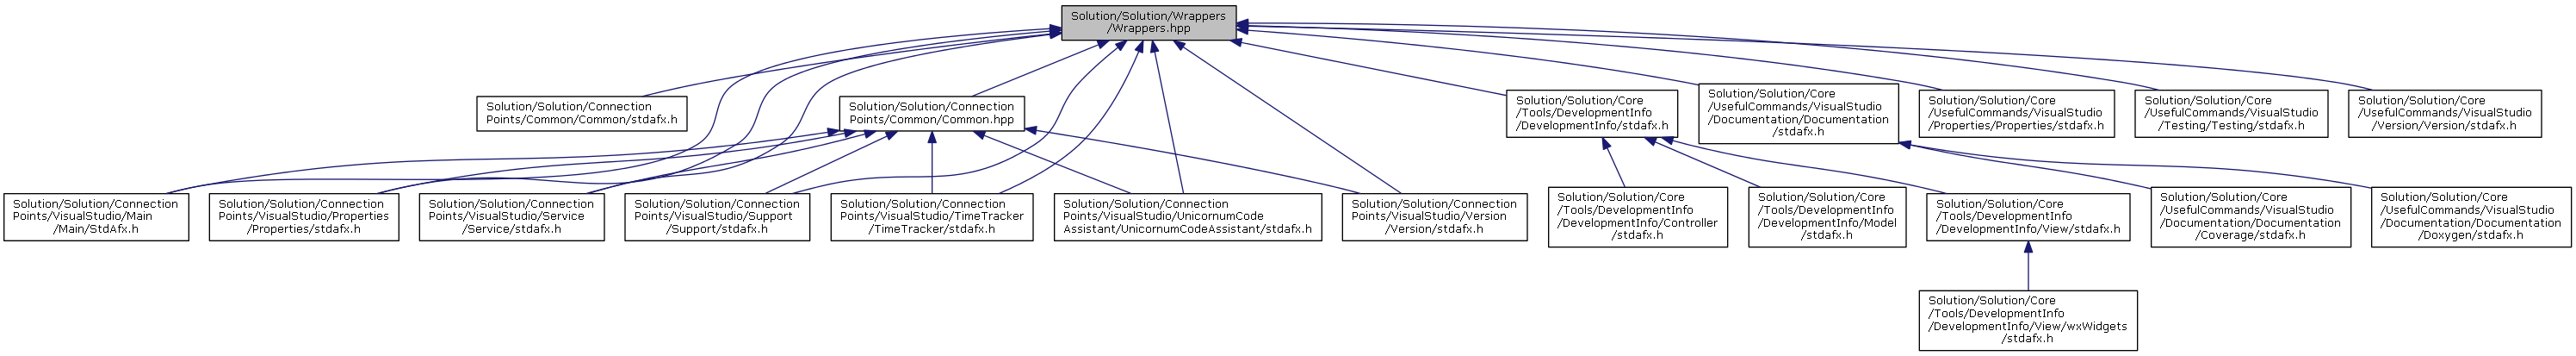 Solution/Solution/Wrappers
/Wrappers.hpp
Solution/Solution/Connection
Points/Common/Common/stdafx.h
Solution/Solution/Connection
Points/Common/Common.hpp
Solution/Solution/Core
/Tools/DevelopmentInfo
/DevelopmentInfo/stdafx.h
Solution/Solution/Core
/UsefulCommands/VisualStudio
/Documentation/Documentation
/stdafx.h
Solution/Solution/Core
/UsefulCommands/VisualStudio
/Properties/Properties/stdafx.h
Solution/Solution/Core
/UsefulCommands/VisualStudio
/Testing/Testing/stdafx.h
Solution/Solution/Core
/UsefulCommands/VisualStudio
/Version/Version/stdafx.h
Solution/Solution/Connection
Points/VisualStudio/Main
/Main/StdAfx.h
Solution/Solution/Connection
Points/VisualStudio/Properties
/Properties/stdafx.h
Solution/Solution/Connection
Points/VisualStudio/Service
/Service/stdafx.h
Solution/Solution/Connection
Points/VisualStudio/Support
/Support/stdafx.h
Solution/Solution/Connection
Points/VisualStudio/TimeTracker
/TimeTracker/stdafx.h
Solution/Solution/Connection
Points/VisualStudio/UnicornumCode
Assistant/UnicornumCodeAssistant/stdafx.h
Solution/Solution/Connection
Points/VisualStudio/Version
/Version/stdafx.h
Solution/Solution/Core
/Tools/DevelopmentInfo
/DevelopmentInfo/Controller
/stdafx.h
Solution/Solution/Core
/Tools/DevelopmentInfo
/DevelopmentInfo/Model
/stdafx.h
Solution/Solution/Core
/Tools/DevelopmentInfo
/DevelopmentInfo/View/stdafx.h
Solution/Solution/Core
/UsefulCommands/VisualStudio
/Documentation/Documentation
/Coverage/stdafx.h
Solution/Solution/Core
/UsefulCommands/VisualStudio
/Documentation/Documentation
/Doxygen/stdafx.h
Solution/Solution/Core
/Tools/DevelopmentInfo
/DevelopmentInfo/View/wxWidgets
/stdafx.h